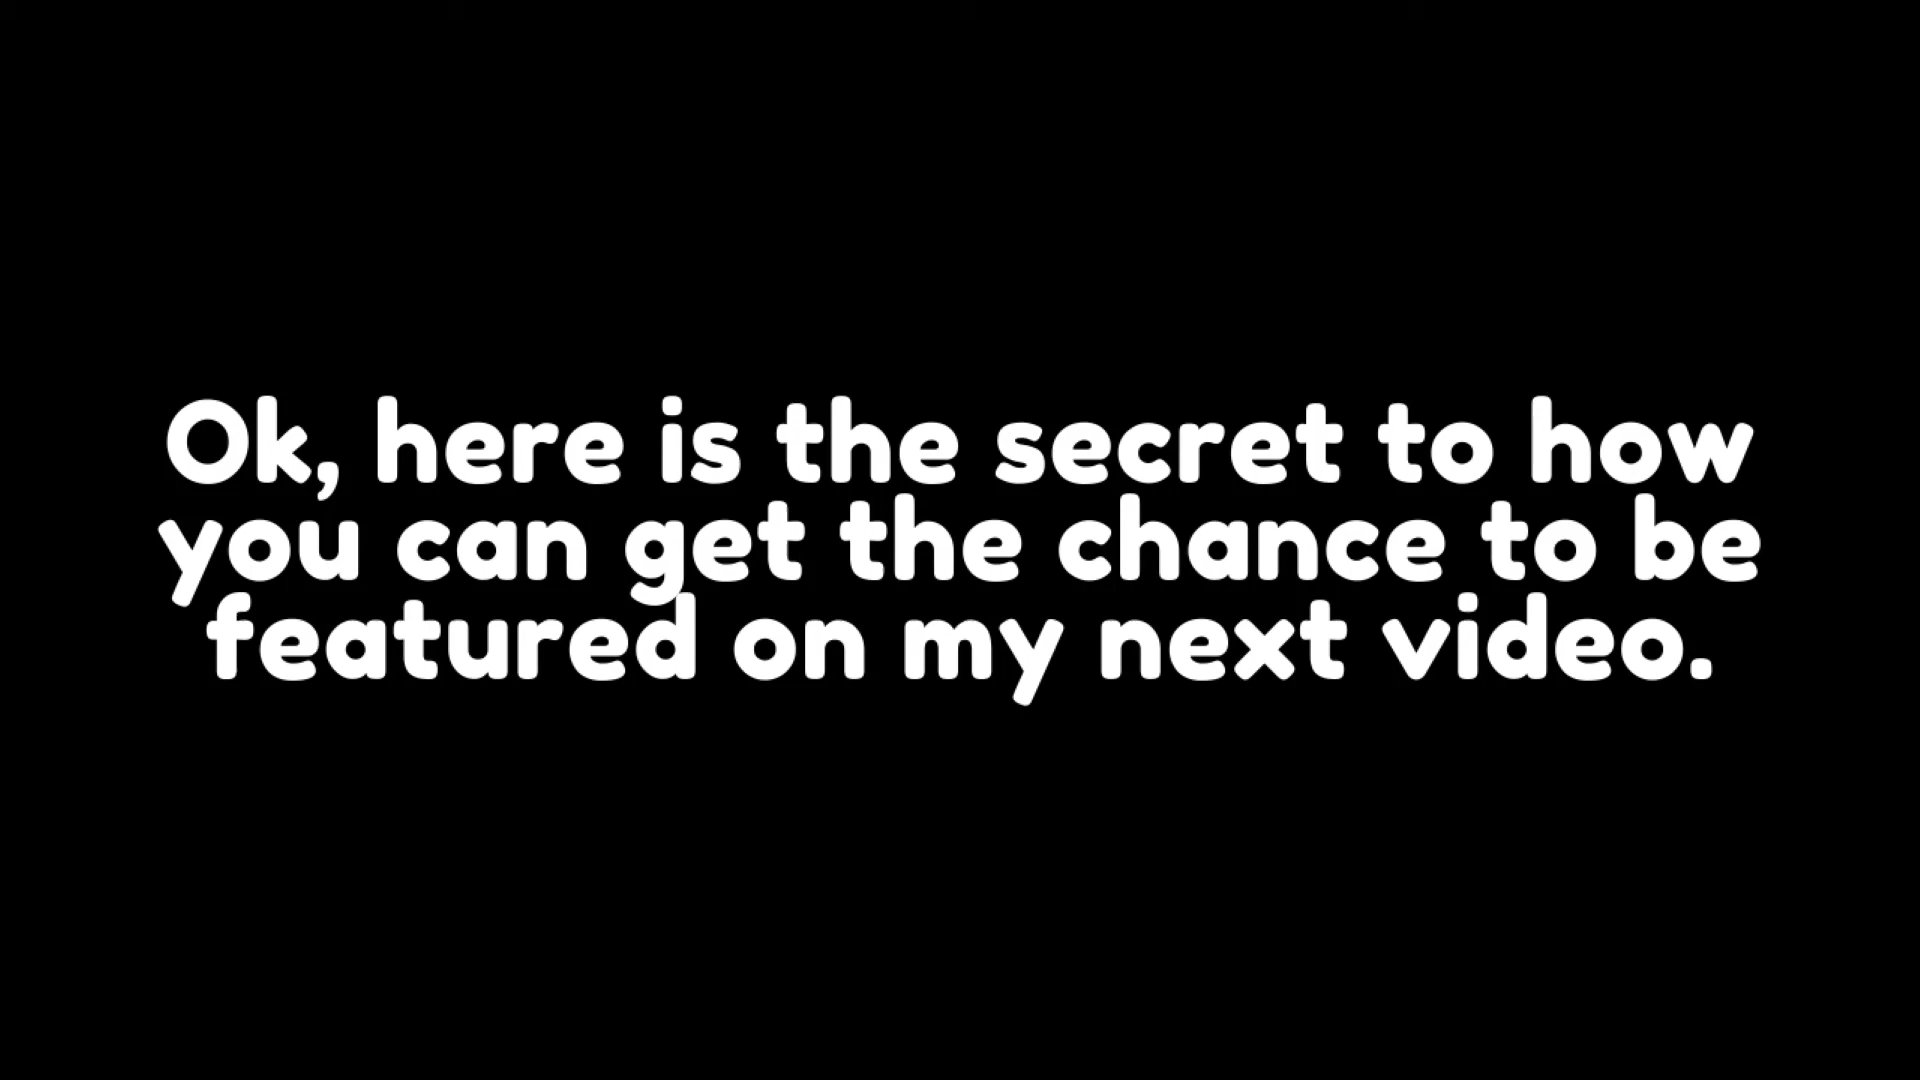 Ok, here is the secret to how
you can get the chance to be
featured on my next video.